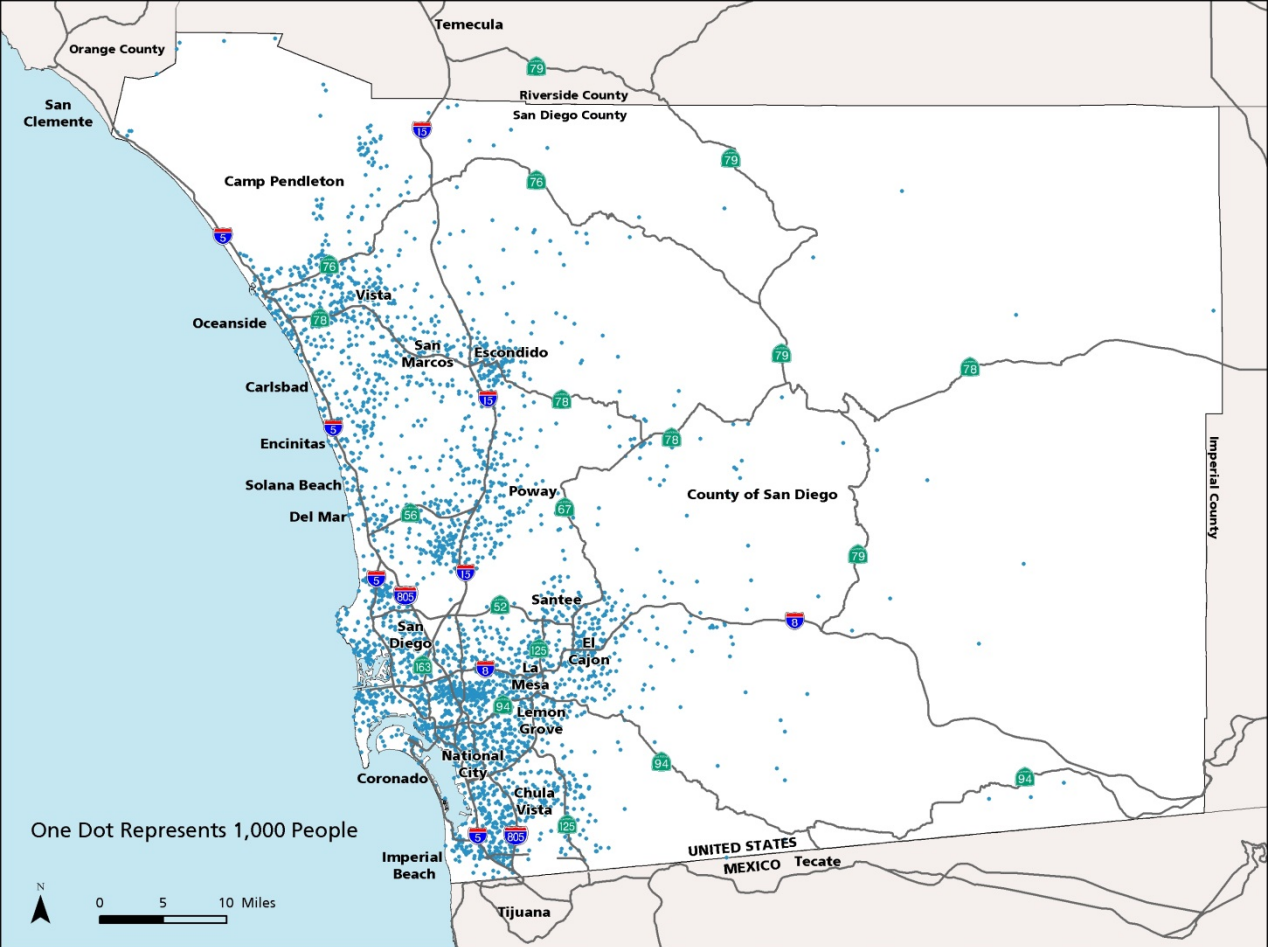 Temecula
Orange County
79
Riverside County
San Diego County
San
Clemente
15
79
Camp Pendleton
76
5
76
Vista
Oceanside
78
San
Marcos
Escondido
79
78
Carlsbad
15
78
5
78
Encinitas
Imperial County
Solana Beach
Poway
County of San Diego
67
Del Mar
56
79
5
15
805
52
Santee
8
San
Diego
125
El
Cajon
163
8
La
Mesa
94
Lemon
Grove
National
City
94
94
Coronado
Chula
Vista
One Dot Represents 1,000 People
5
805
125
UNITED STATES
MEXICO
Tecate
Imperial
Beach
N
0 5 10 Miles
Tijuana